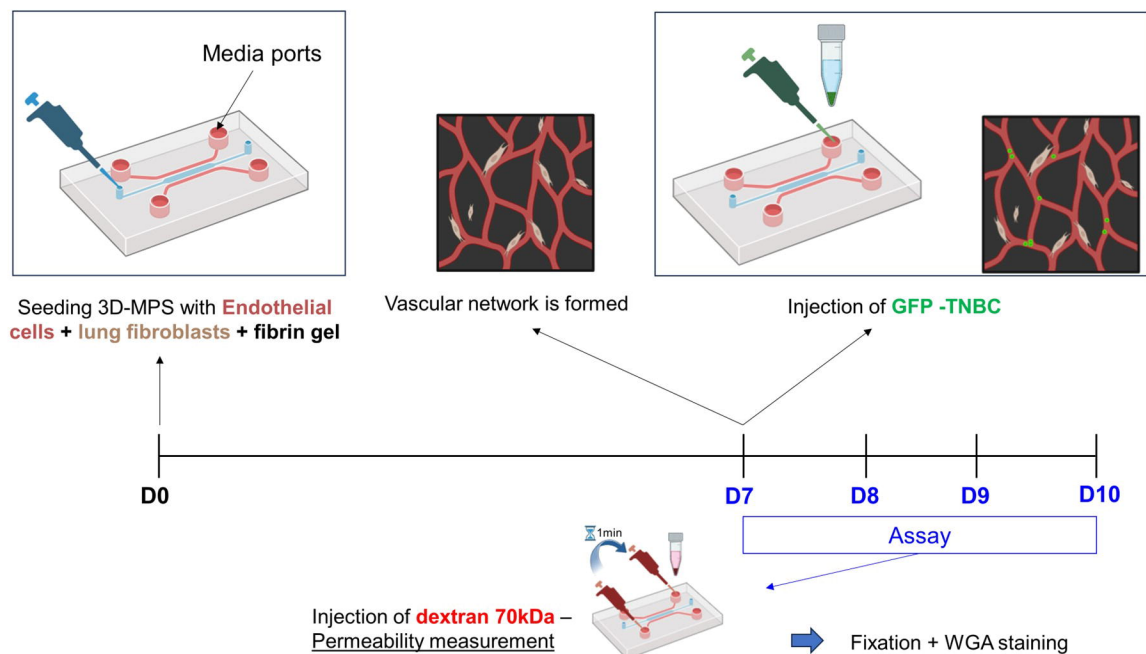 Media ports
Seeding 3D-MPS with Endothelial
cells + lung fibroblasts + fibrin gel
Vascular network is formed
Injection of GFP -TNBC
D0
D7
D8
D9
D10
Assay
1min
Injection of dextran 70kDa –
Permeability measurement
Fixation + WGA staining